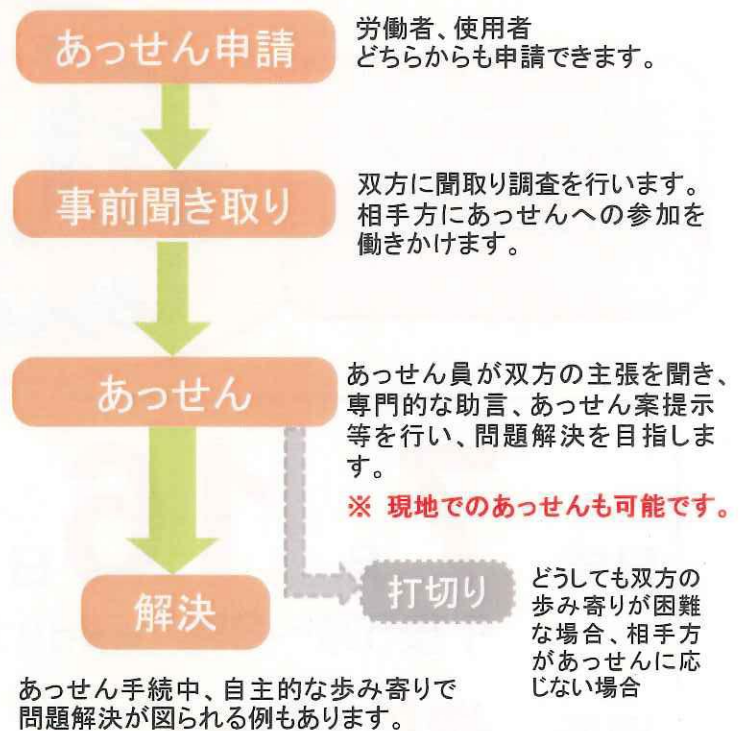 あっせん申請
労働者、使用者
どちらからも申請できます。
事前聞き取り
双方に聞取り調査を行います。
相手方にあっせんへの参加を
働きかけます。
あっせん
あっせん員が双方の主張を聞き、
専門的な助言、あっせん案提示
等を行い、問題解決を目指しま
す。
※ 現地でのあっせんも可能です。
解決
打切り
どうしても双方の
歩み寄りが困難
な場合、相手方
があっせんに応
じない場合
あっせん手続中、自主的な歩み寄りで
問題解決が図られる例もあります。